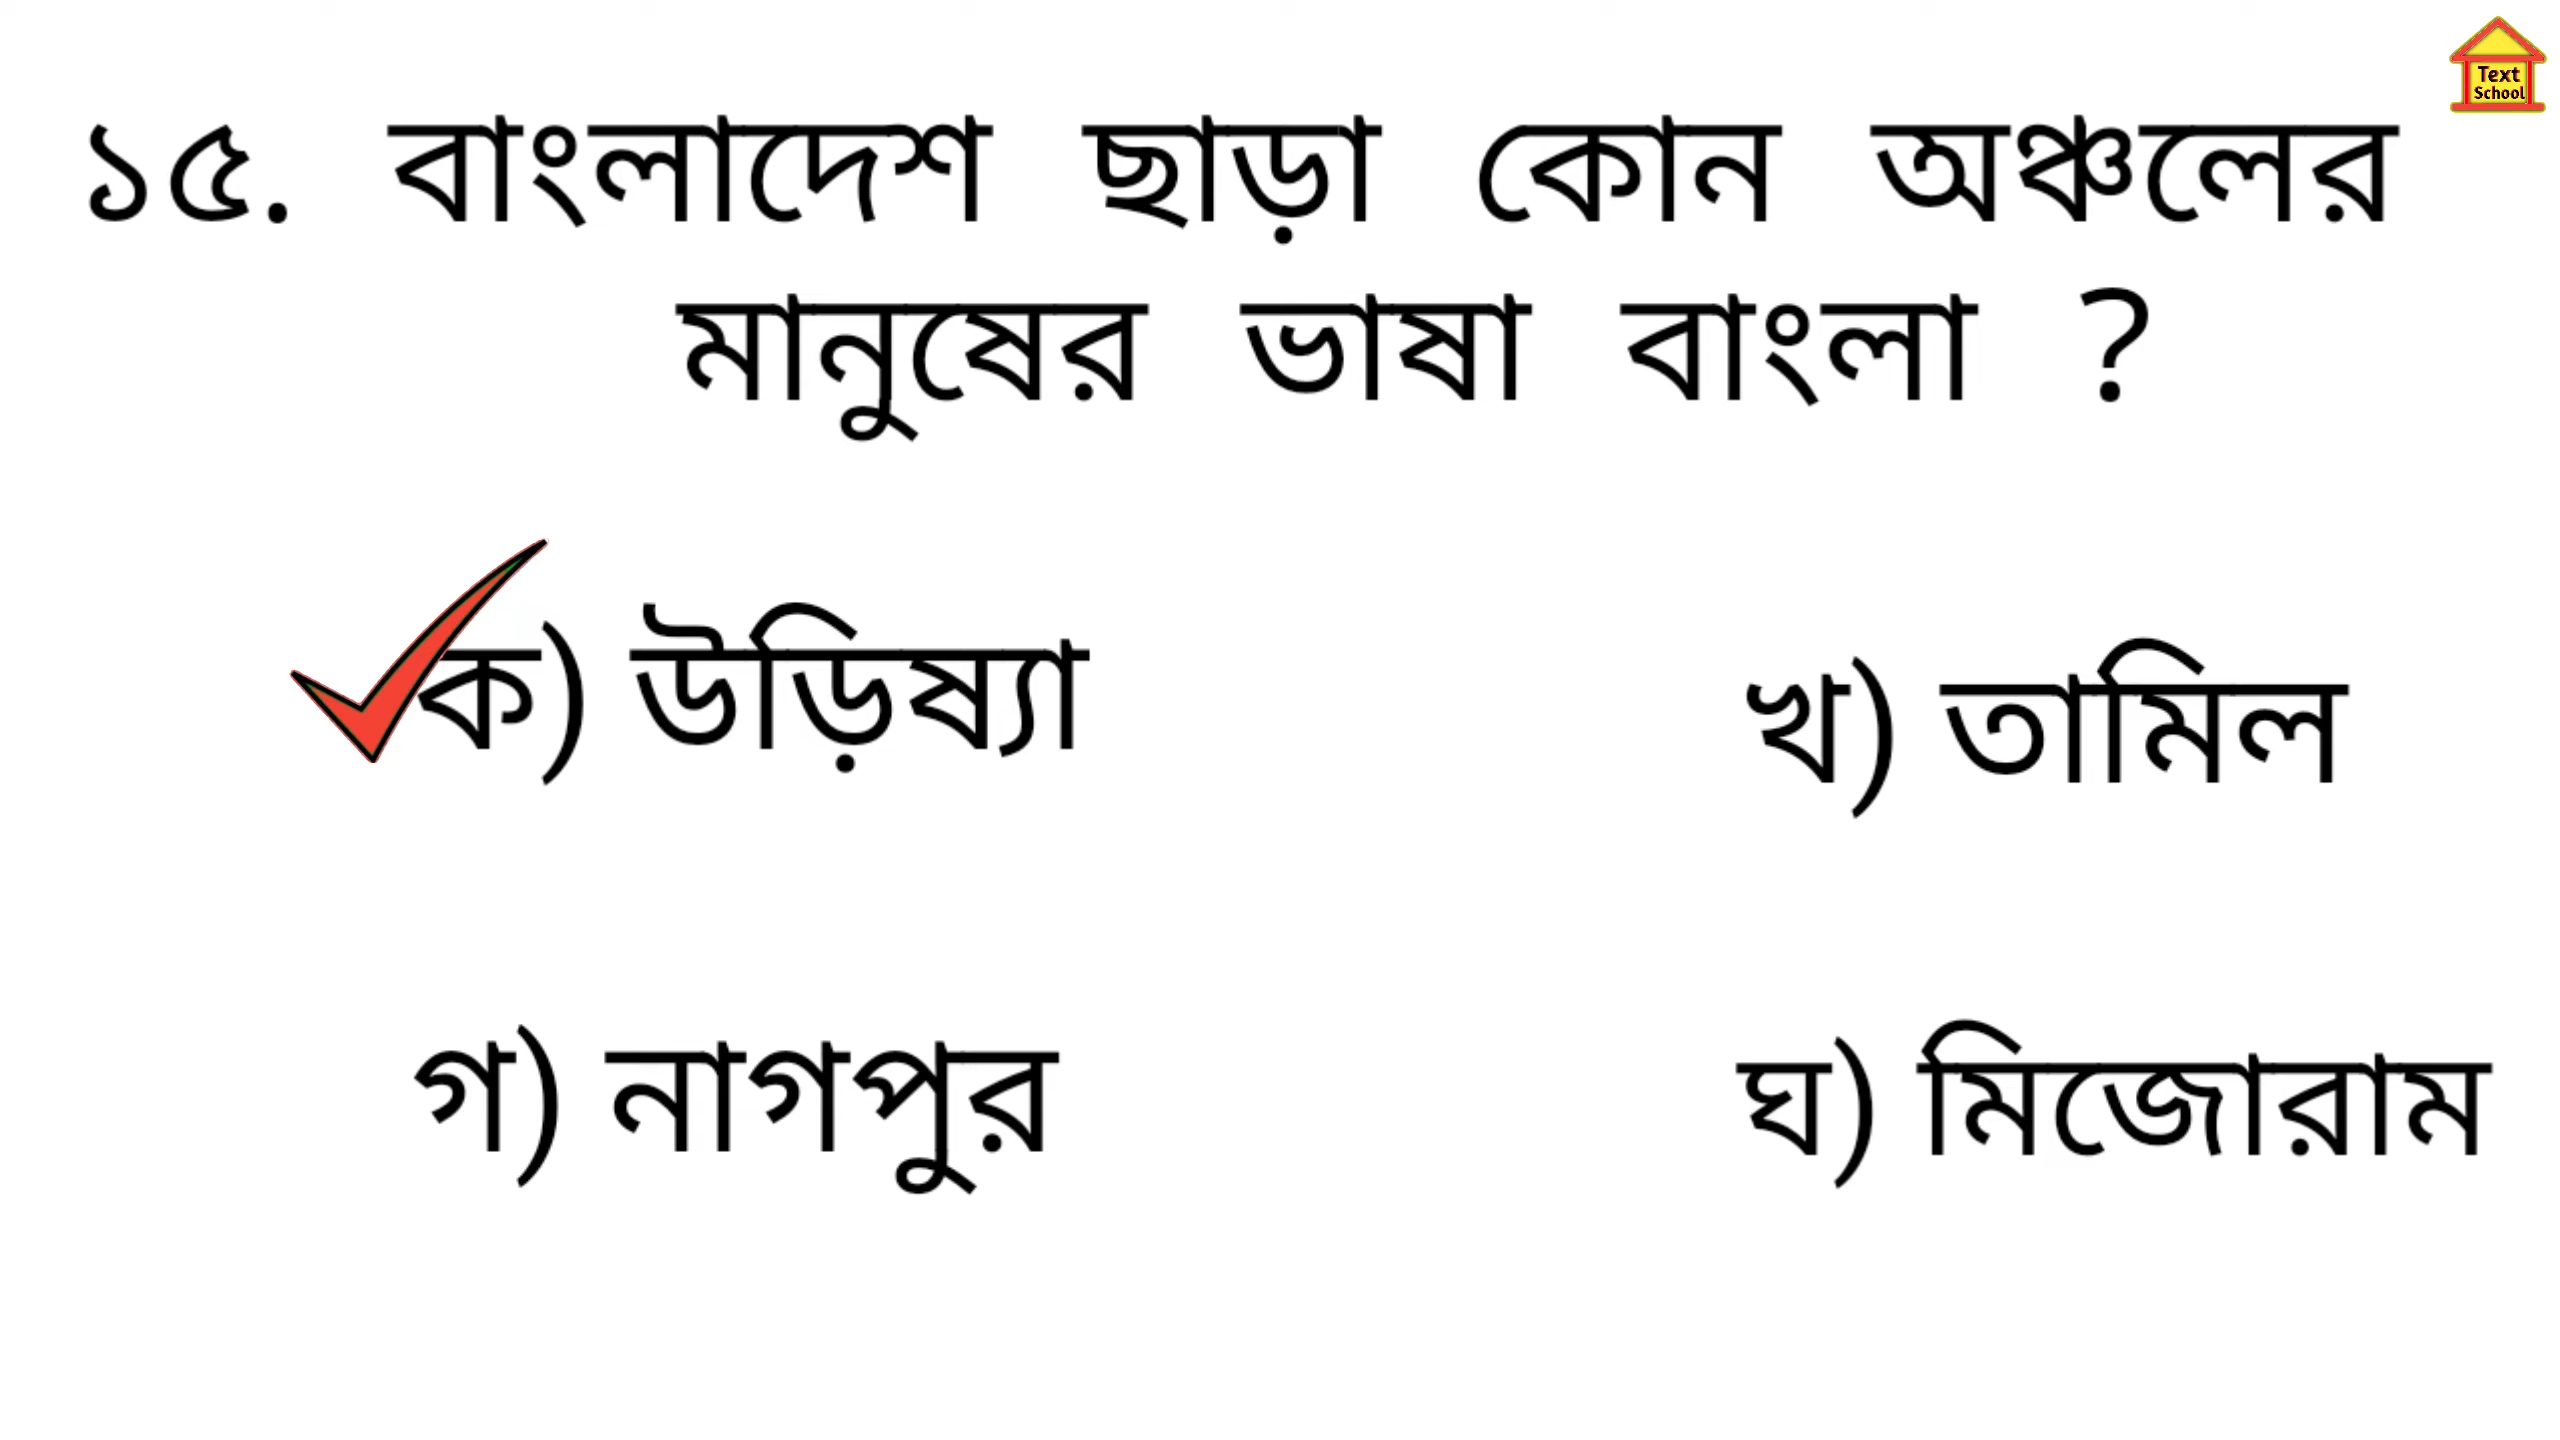 Text
School
১৫. বাংলাদেশ ছাড়া কোন অঞ্চলের
মানুষের ভাষা বাংলা ?
ক) উড়িষ্যা
খ) তামিল
গ) নাগপুর
ঘ) মিজোরাম